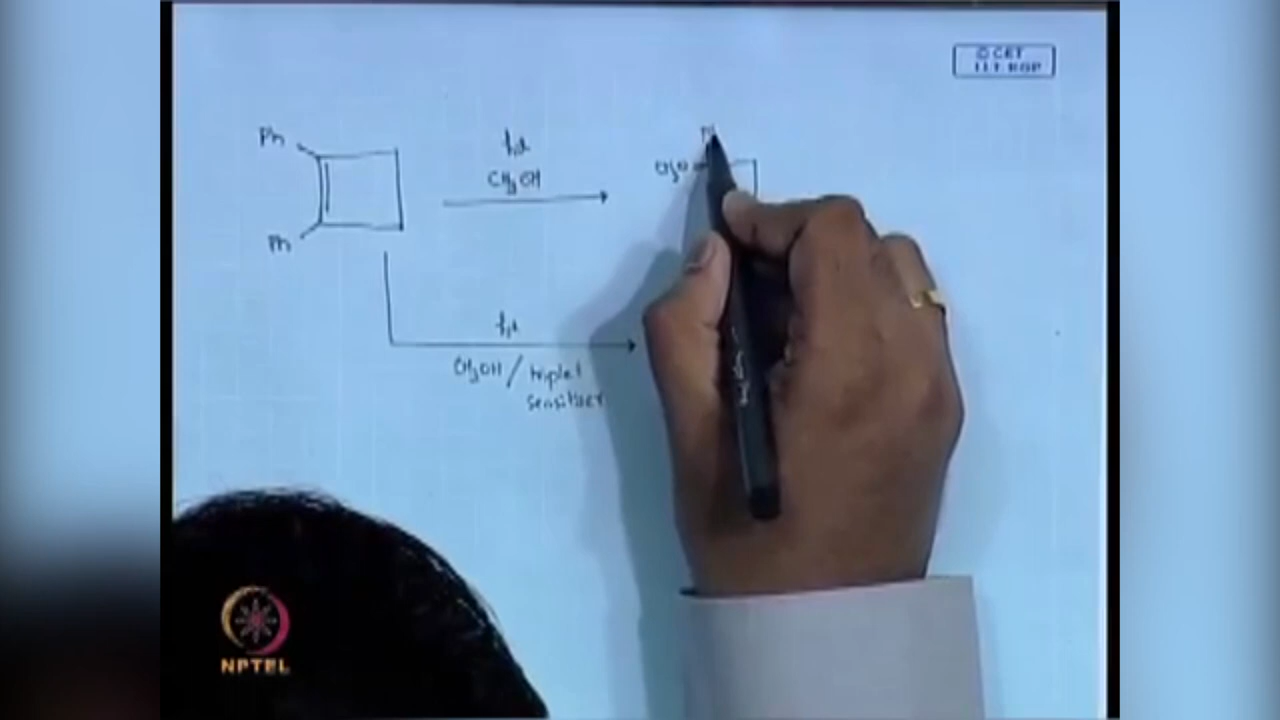 © CET
I.I.T. KGP
Ph
hν
CH3OH
Ph
CH3O
Ph
hν
CH3OH / triplet
sensitizer
NPTEL